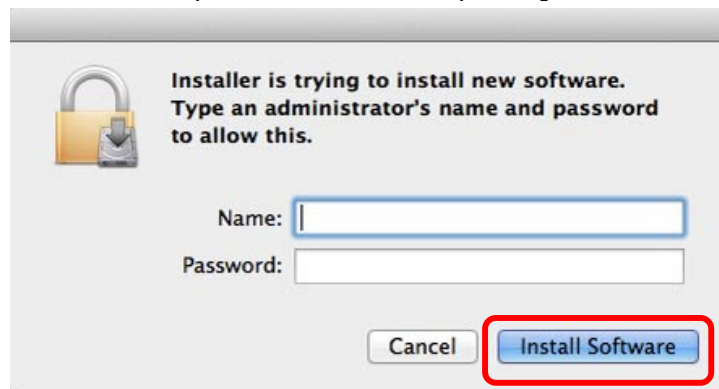 Installer is trying to install new software.
Type an administrator's name and password
to allow this.
Name:
Password:
Cancel Install Software